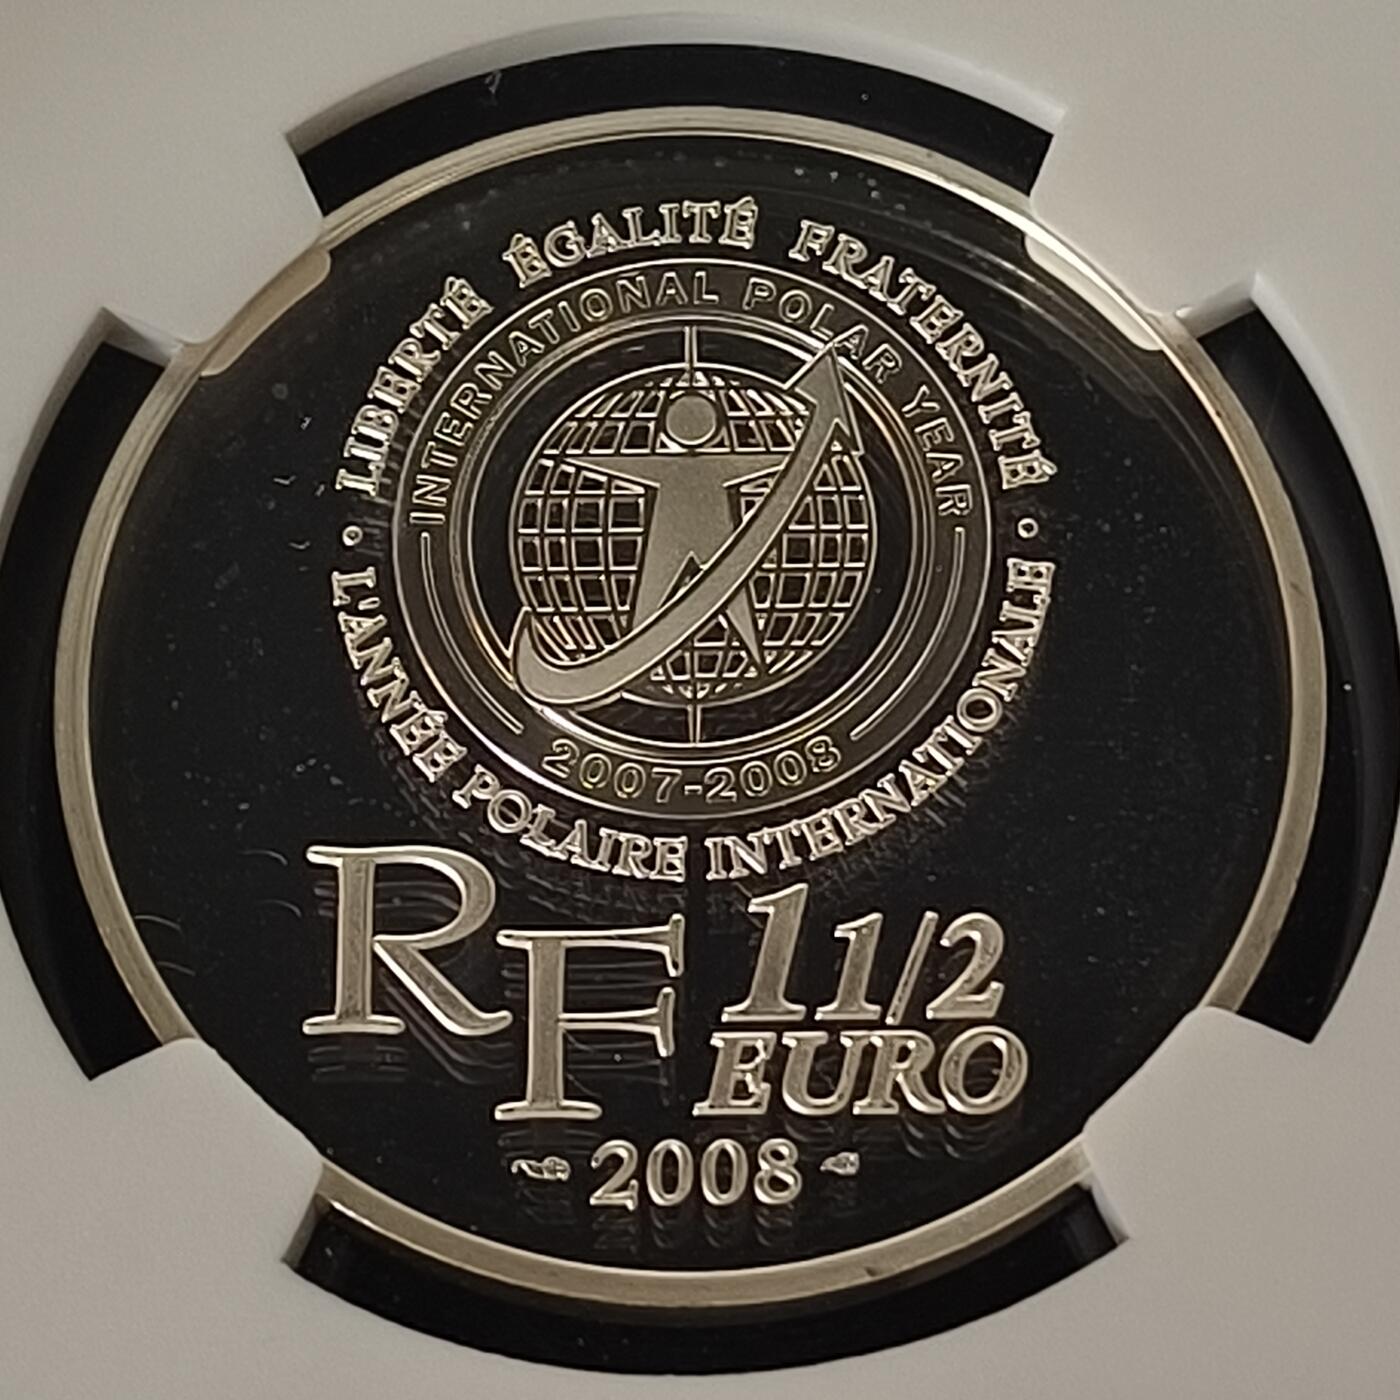 LIBERTÉ ÉGALITÉ FRATERNITÉ
INTERNATIONAL POLAR YEAR
2007-2008
L'ANNÉE POLAIRE INTERNATIONALE
RF
1 1/2
EURO
2008